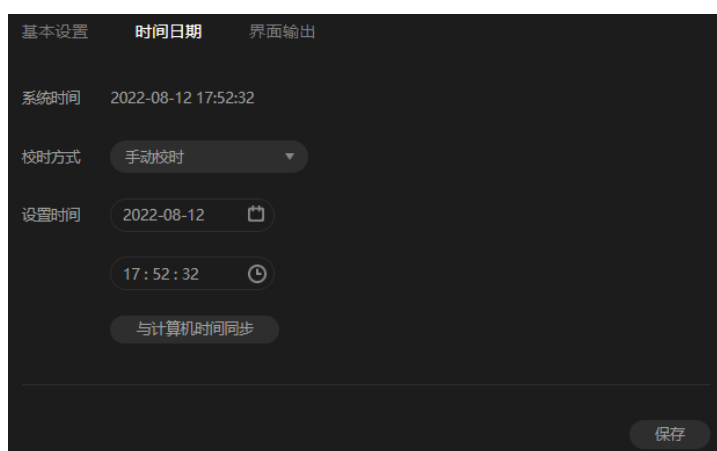 基本设置 时间日期 界面输出
系统时间 2022-08-12 17:52:32
校时方式 手动校时
设置时间 2022-08-12
17 : 52 : 32
与计算机时间同步
保存